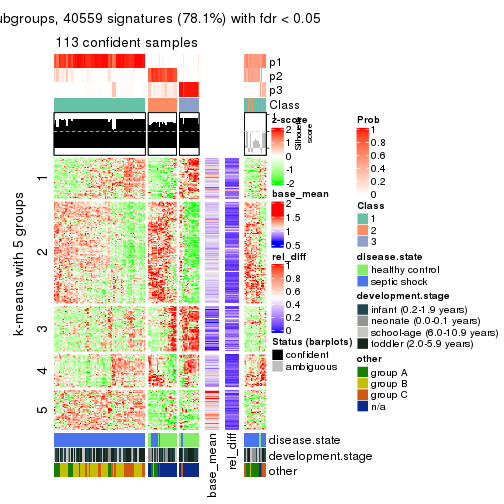 ubgroups, 40559 signatures (78.1%) with fdr < 0.05
113 confident samples
p1
p2
p3
Class
1
Silhouette
score
k-means with 5 groups
1
2
3
4
5
base_mean
rel_diff
disease.state
development.stage
other
z-score
2
1
0
-1
-2
base_mean
2
1.5
1
0.5
rel_diff
1
0.8
0.6
0.4
0.2
0
Status (barplots)
confident
ambiguous
Prob
1
0.8
0.6
0.4
0.2
0
Class
1
2
3
disease.state
healthy control
septic shock
development.stage
infant (0.2-1.9 years)
neonate (0.0-0.1 years)
school-age (6.0-10.9 years)
toddler (2.0-5.9 years)
other
group A
group B
group C
n/a